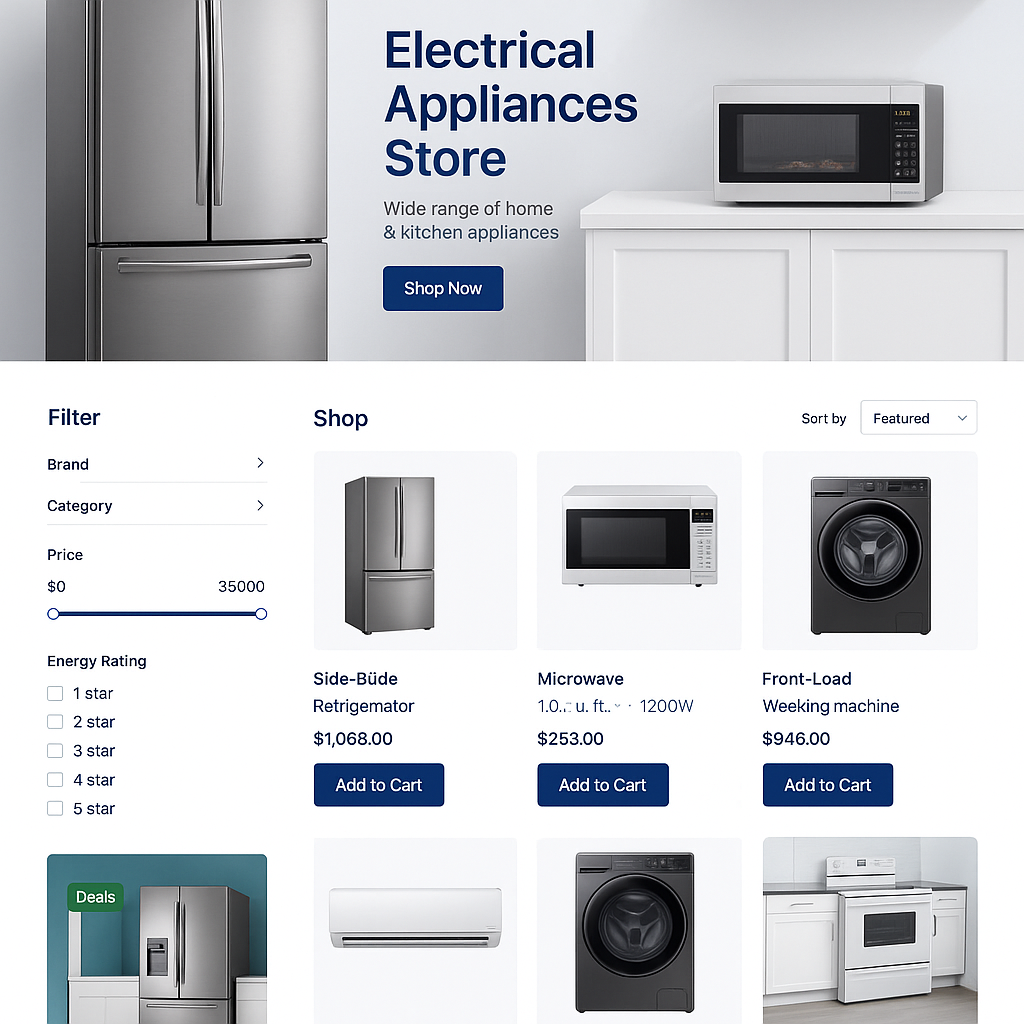 Electrical
Appliances
Store
Wide range of home
& kitchen appliances
Shop Now
Filter
Brand
Category
Price
$0 35000
Energy Rating
1 star
2 star
3 star
4 star
5 star
Deals
Shop
Sort by Featured
Side-Büde
Retrigemator
$1,068.00
Add to Cart
Microwave
u. ft.. · 1200W
$253.00
Add to Cart
Front-Load
Weeking machine
$946.00
Add to Cart